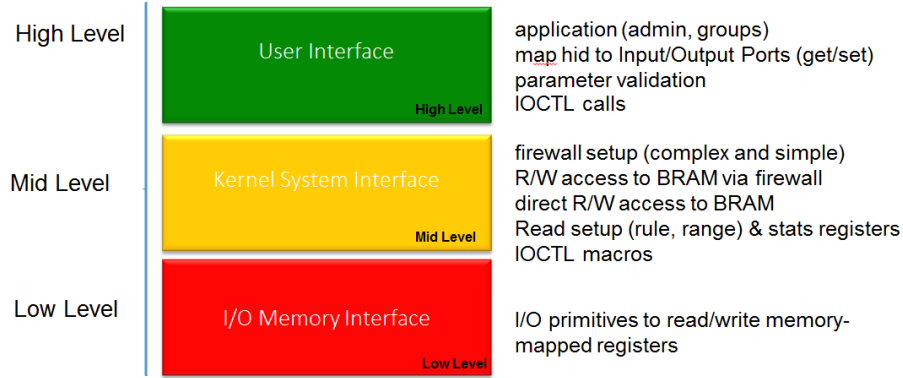 High Level
User Interface
High Level
application (admin, groups)
map hid to Input/Output Ports (get/set)
parameter validation
IOCTL calls
Mid Level
Kernel System Interface
Mid Level
firewall setup (complex and simple)
R/W access to BRAM via firewall
direct R/W access to BRAM
Read setup (rule, range) & stats registers
IOCTL macros
Low Level
I/O Memory Interface
Low Level
I/O primitives to read/write memory-
mapped registers